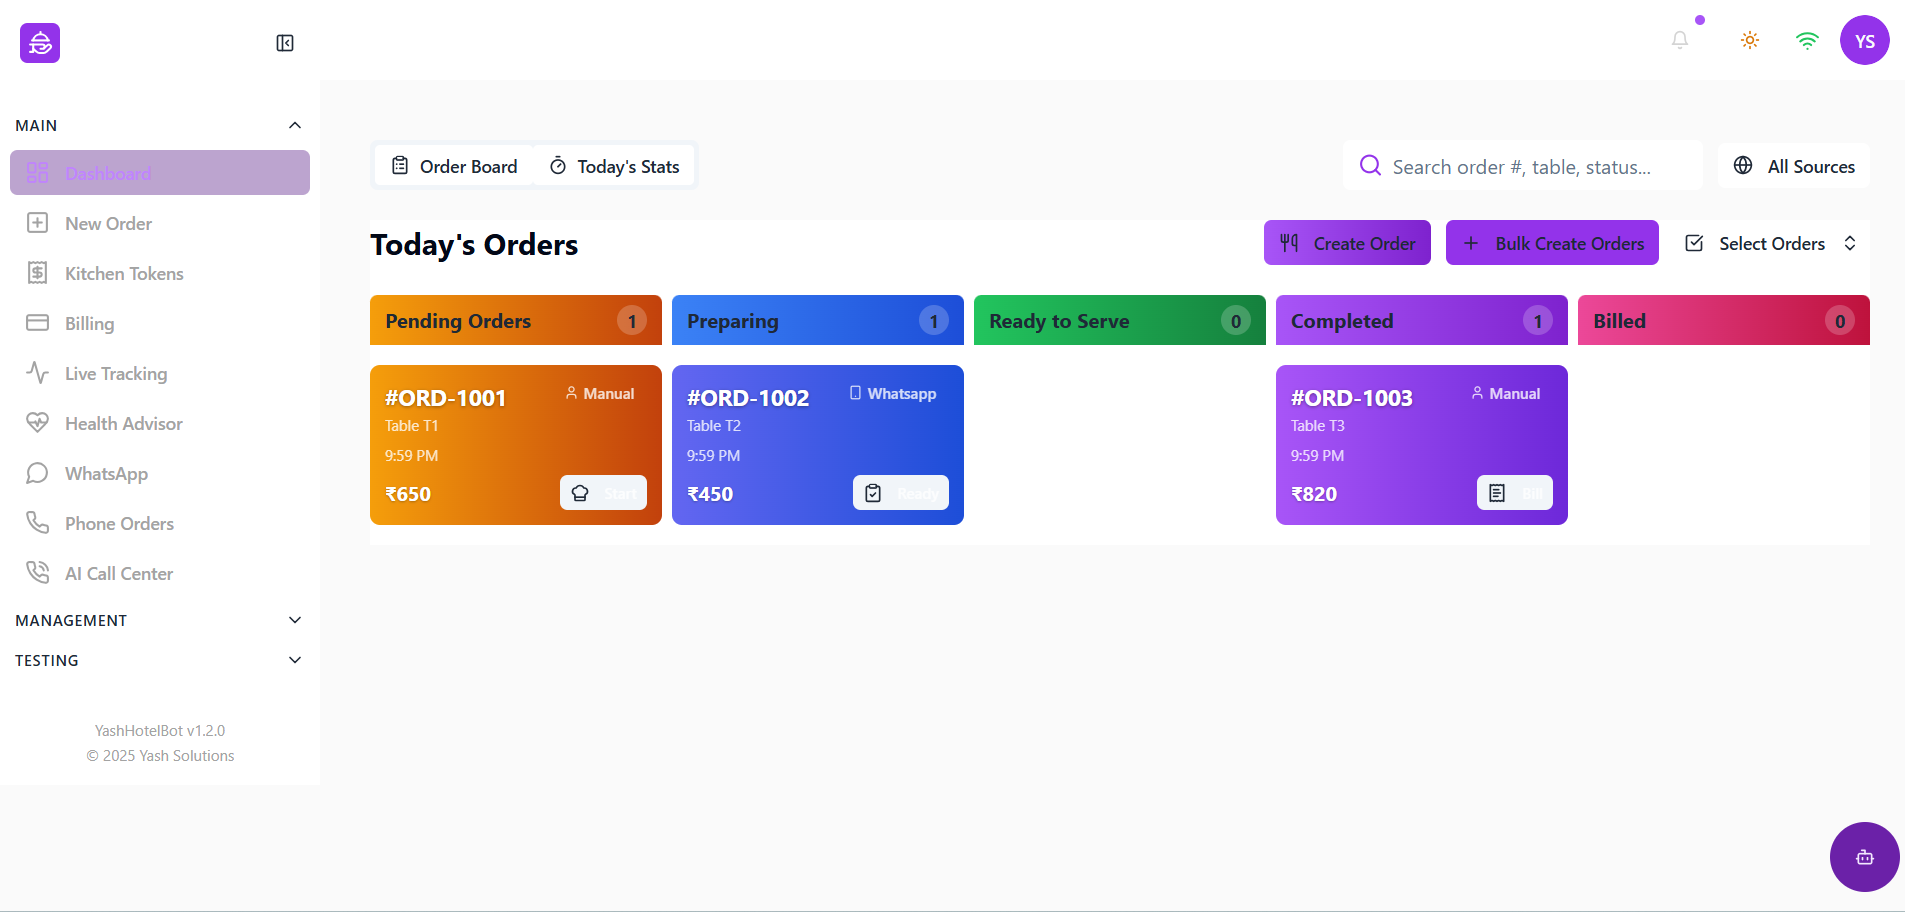 YS
MAIN
Dashboard
New Order
Kitchen Tokens
Billing
Live Tracking
Health Advisor
WhatsApp
Phone Orders
AI Call Center
MANAGEMENT
TESTING
YashHotelBot v1.2.0
© 2025 Yash Solutions
Order Board
Today's Stats
Search order #, table, status...
All Sources
Today's Orders
Create Order
Bulk Create Orders
Select Orders
Pending Orders 1
Preparing 1
Ready to Serve 0
Completed 1
Billed 0
#ORD-1001
Manual
Table T1
9:59 PM
₹650
Start
#ORD-1002
Whatsapp
Table T2
9:59 PM
₹450
Ready
#ORD-1003
Manual
Table T3
9:59 PM
₹820
Bill